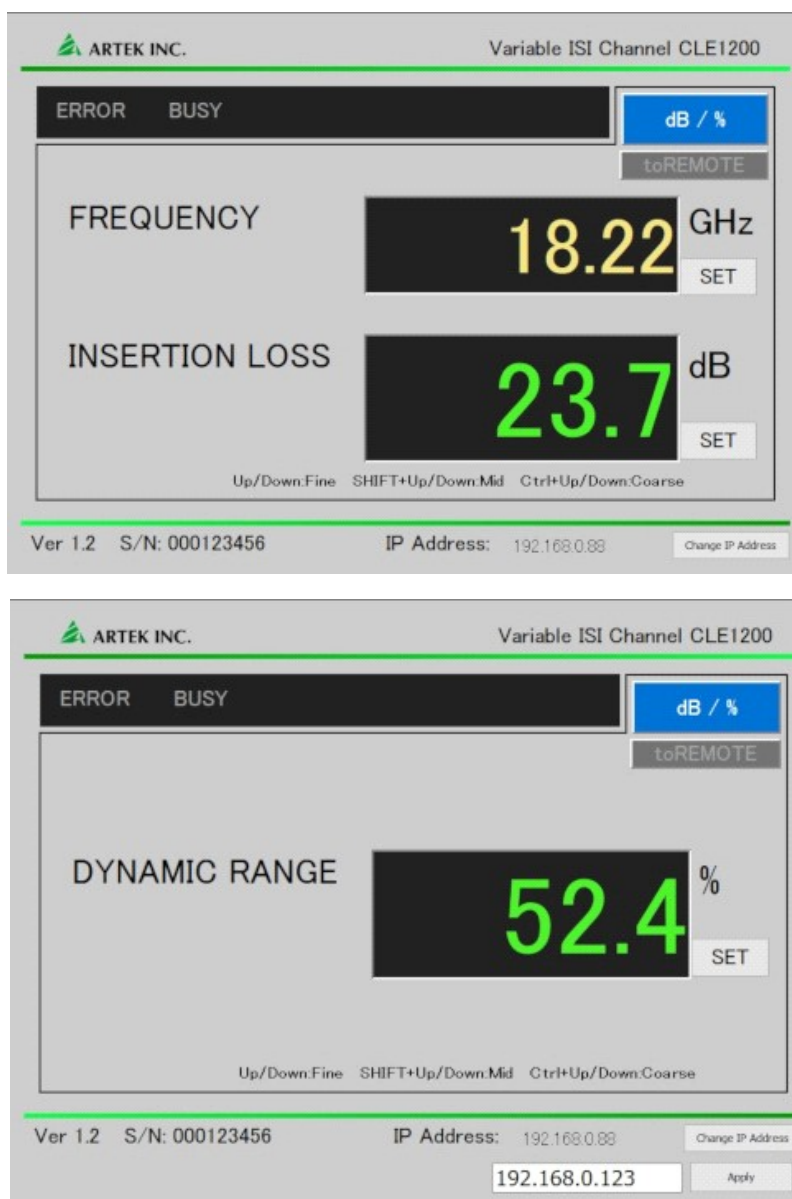 ARTEK INC. Variable ISI Channel CLE1200
ERROR BUSY dB / %
toREMOTE
FREQUENCY 18.22 GHz
SET
INSERTION LOSS 23.7 dB
SET
Up/Down:Fine SHIFT+Up/Down:Mid Ctrl+Up/Down:Coarse
Ver 1.2 S/N: 000123456 IP Address: 192.168.0.88 Change IP Address
ARTEK INC. Variable ISI Channel CLE1200
ERROR BUSY dB / %
toREMOTE
DYNAMIC RANGE 52.4 %
SET
Up/Down:Fine SHIFT+Up/Down:Mid Ctrl+Up/Down:Coarse
Ver 1.2 S/N: 000123456 IP Address: 192.168.0.88 Change IP Address
192.168.0.123 Apply